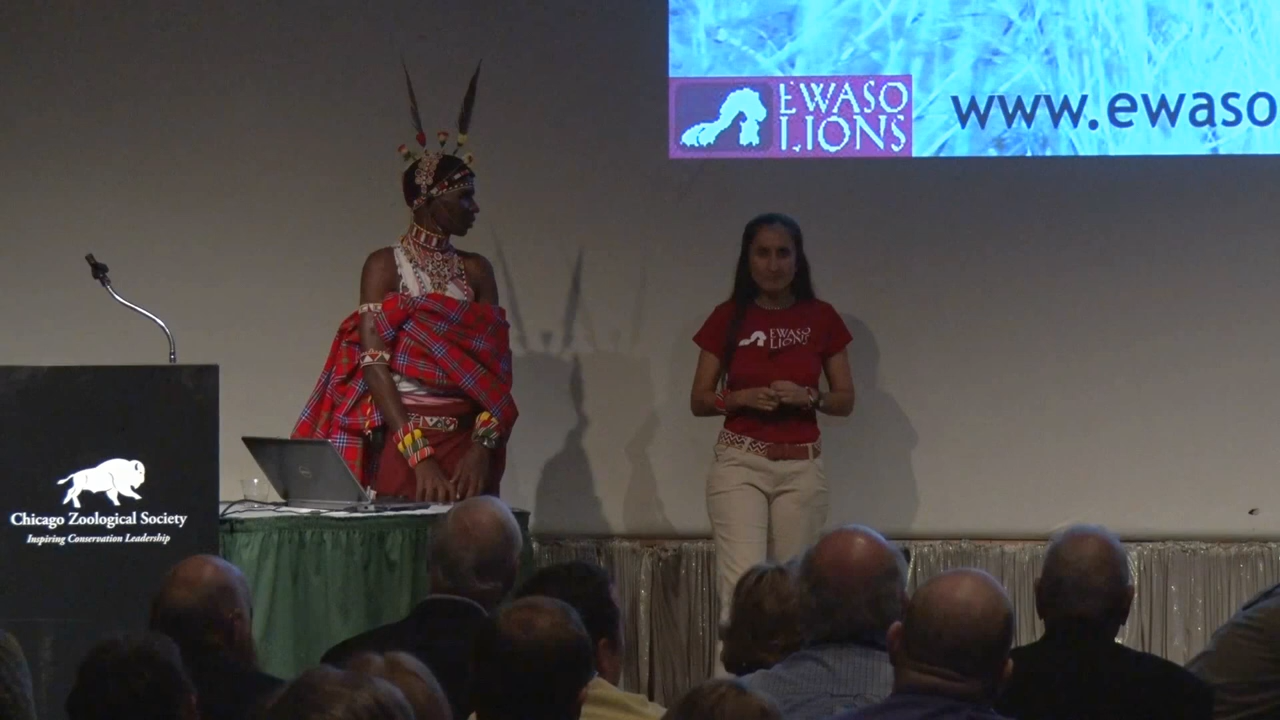 EWASO
LIONS
www.ewaso
EWASO
LIONS
Chicago Zoological Society
Inspiring Conservation Leadership